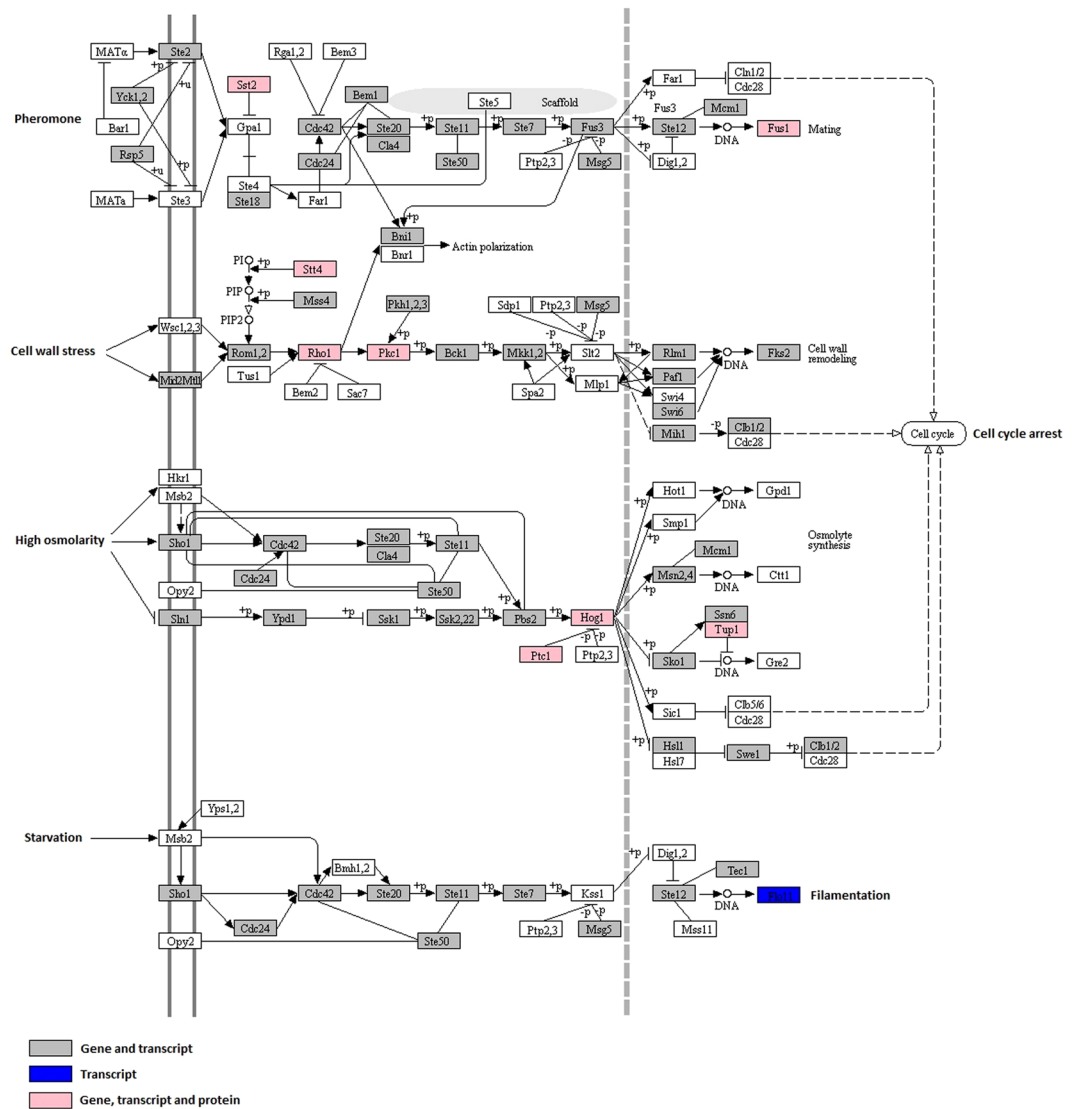 MATα
Ste2
Rga1,2
Bem3
Far1
Cln1/2
Cdc28
+p
+u
Sst2
Bem1
Ste5
Scaffold
+p
Yck1,2
Fus3
Mcm1
Pheromone
Bar1
Gpa1
Cdc42
Ste20
+p
Ste11
+p
Ste7
+p
Fus3
+p
Ste12
DNA
Fus1
Mating
Cla4
Rsp5
+u
+p
Cdc24
Ste50
Ptp2,3
-p
-p
Msg5
+p
Dig1,2
Ste4
Ste18
MATa
Ste3
Far1
+p
Bni1
Bnr1
Actin polarization
PI
+p
Stt4
PIP
+p
Mss4
PIP2
Pkh1,2,3
+p
Sdp1
Ptp2,3
Msg5
-p
-p
-p
Wsc1,2,3
Cell wall stress
Rom1,2
Rho1
Pkc1
+p
Bck1
+p
Mkk1,2
+p
Slt2
+p
Rlm1
DNA
Fks2
Cell wall
remodeling
Mid2Mtl1
Tus1
Bem2
Sac7
Spa2
+p
Mlp1
Paf1
Swi4
Swi6
Mih1
-p
Clb1/2
Cdc28
Cell cycle
Cell cycle arrest
Hkr1
Msb2
+p
Hot1
DNA
Gpd1
+p
Smp1
High osmolarity
Sho1
Cdc42
Ste20
Cla4
+p
Ste11
Osmolyte
synthesis
Mcm1
Cdc24
Opy2
Ste50
+p
+p
Msn2,4
DNA
Ctt1
Sln1
+p
Ypd1
+p
Ssk1
+p
Ssk2,22
+p
Pbs2
+p
Hog1
Ssn6
Tup1
Ptc1
-p
-p
Ptp2,3
+p
Sko1
DNA
Gre2
+p
Sic1
Clb5/6
Cdc28
+p
Hsl1
Hsl7
Swe1
+p
Clb1/2
Cdc28
Yps1,2
Starvation
Msb2
+p
Dig1,2
Bmh1,2
Tec1
Sho1
Cdc42
Ste20
+p
Ste11
+p
Ste7
+p
Kss1
Ste12
DNA
Filamentation
Cdc24
Opy2
Ste50
Ptp2,3
-p
-p
Msg5
Mss11
Gene and transcript
Transcript
Gene, transcript and protein